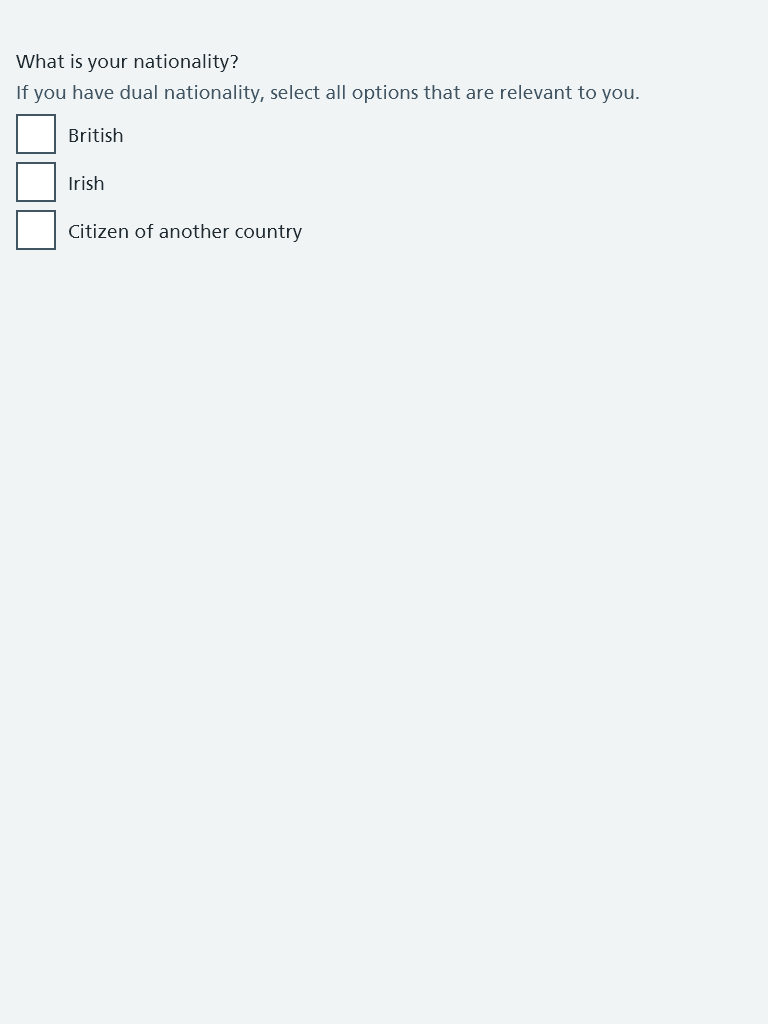 What is your nationality?
If you have dual nationality, select all options that are relevant to you.
British
Irish
Citizen of another country